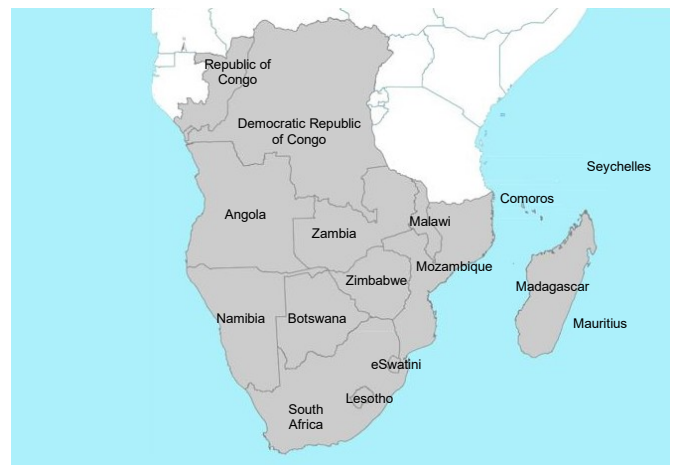 Republic of
Congo
Democratic Republic
of Congo
Seychelles
Comoros
Angola
Malawi
Zambia
Mozambique
Zimbabwe
Madagascar
Namibia
Botswana
Mauritius
eSwatini
Lesotho
South
Africa